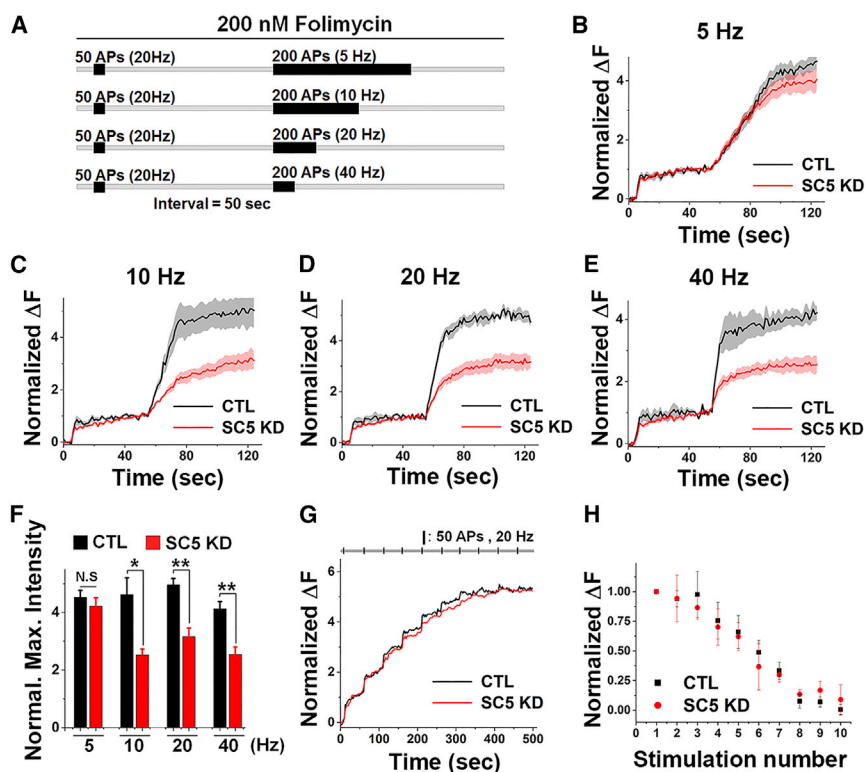 A
200 nM Folimycin
50 APs (20Hz) 200 APs (5 Hz)
50 APs (20Hz) 200 APs (10 Hz)
50 APs (20Hz) 200 APs (20 Hz)
50 APs (20Hz) 200 APs (40 Hz)
Interval = 50 sec
B
5 Hz
Normalized ΔF
4
2
0
CTL
SC5 KD
0 40 80 120
Time (sec)
C
10 Hz
Normalized ΔF
4
2
0
CTL
SC5 KD
0 40 80 120
Time (sec)
D
20 Hz
Normalized ΔF
4
2
0
CTL
SC5 KD
0 40 80 120
Time (sec)
E
40 Hz
Normalized ΔF
4
2
0
CTL
SC5 KD
0 40 80 120
Time (sec)
F
CTL SC5 KD
Normal. Max. Intensity
6
4
2
0
N.S * ** **
5 10 20 40 (Hz)
G
: 50 APs , 20 Hz
Normalized ΔF
6
4
2
0
CTL
SC5 KD
0 100 200 300 400 500
Time (sec)
H
Normalized ΔF
1.00
0.75
0.50
0.25
0.00
CTL
SC5 KD
0 1 2 3 4 5 6 7 8 9 10
Stimulation number